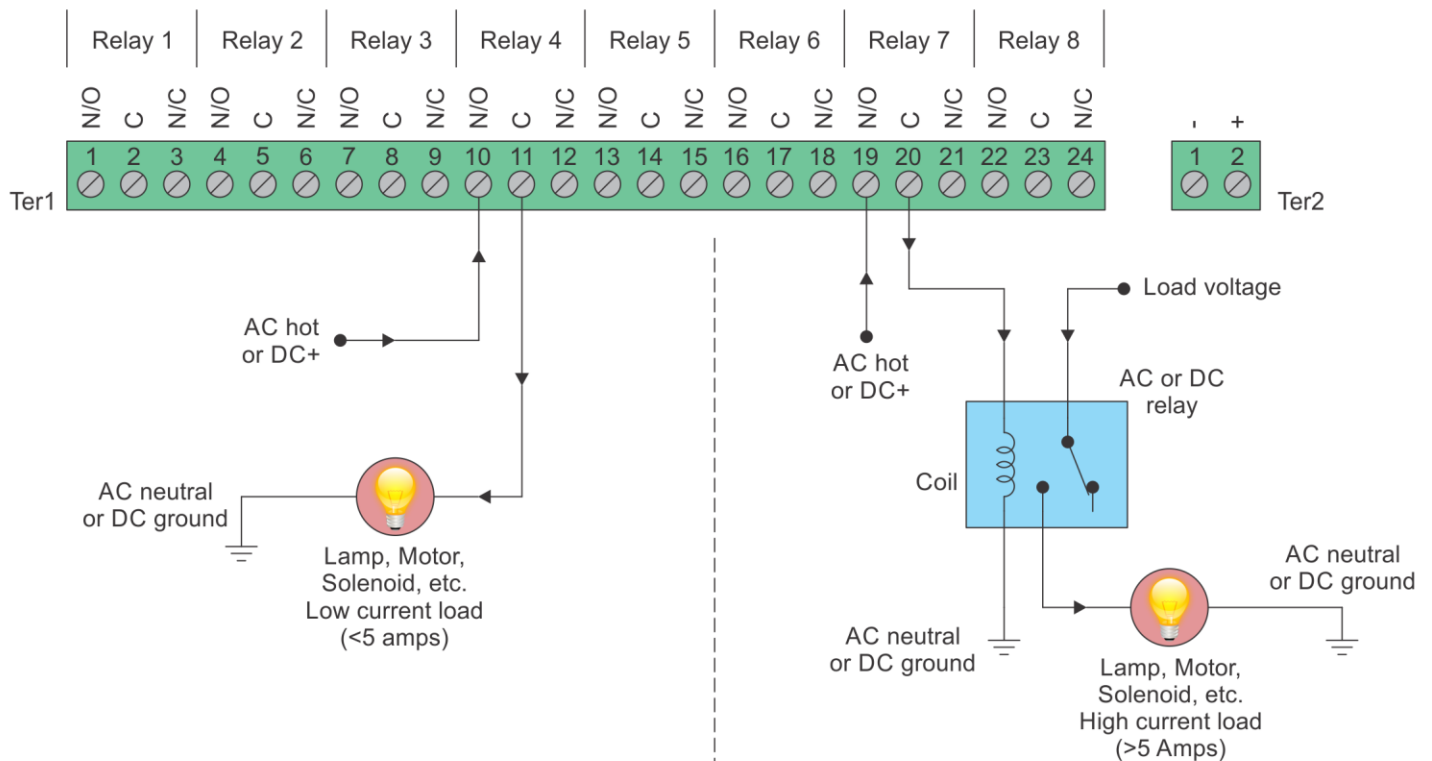 Relay 1 Relay 2 Relay 3 Relay 4 Relay 5 Relay 6 Relay 7 Relay 8
N/O C N/C N/O C N/C N/O C N/C N/O C N/C N/O C N/C N/O C N/C N/O C N/C N/O C N/C - +
1 2 3 4 5 6 7 8 9 10 11 12 13 14 15 16 17 18 19 20 21 22 23 24 1 2
Ter1 Ter2
Load voltage
AC hot
or DC+
AC hot
or DC+
AC or DC
relay
Coil
AC neutral
or DC ground
Lamp, Motor,
Solenoid, etc.
Low current load
(<5 amps)
AC neutral
or DC ground
AC neutral
or DC ground
Lamp, Motor,
Solenoid, etc.
High current load
(>5 Amps)